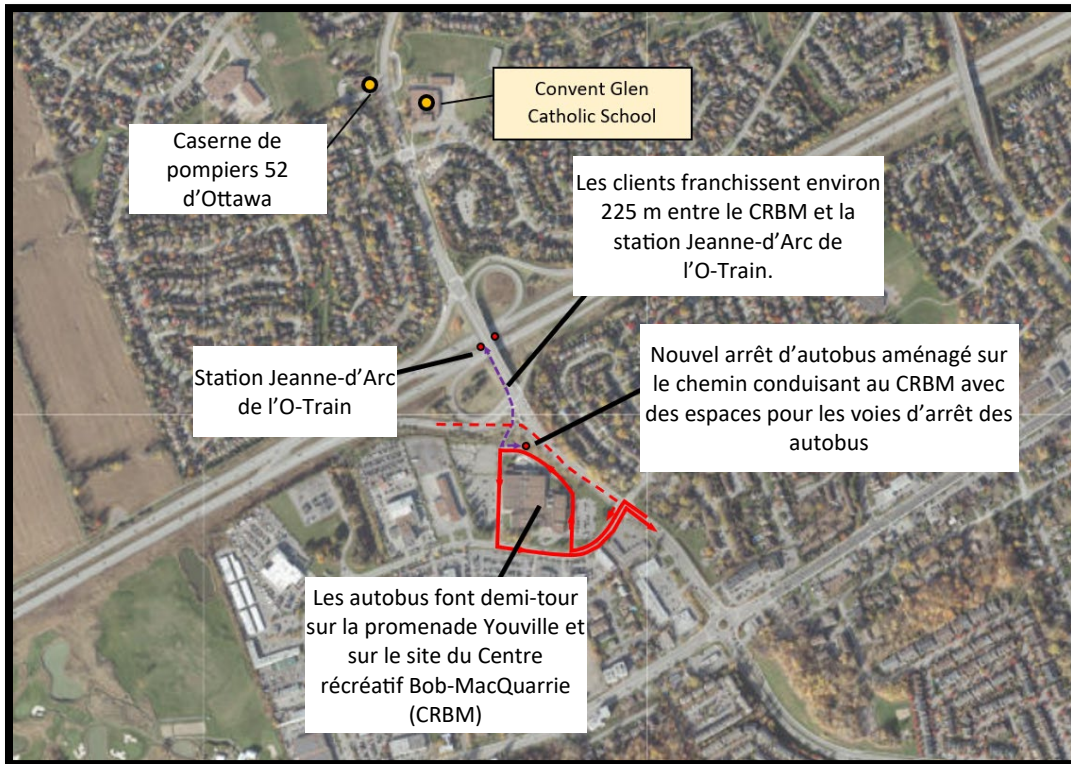 Convent Glen
Catholic School
Caserne de
pompiers 52
d’Ottawa
Les clients franchissent environ
225 m entre le CRBM et la
station Jeanne-d’Arc de
l’O-Train.
Station Jeanne-d’Arc
de l’O-Train
Nouvel arrêt d’autobus aménagé sur
le chemin conduisant au CRBM avec
des espaces pour les voies d’arrêt des
autobus
Les autobus font demi-tour
sur la promenade Youville et
sur le site du Centre
récréatif Bob-MacQuarrie
(CRBM)